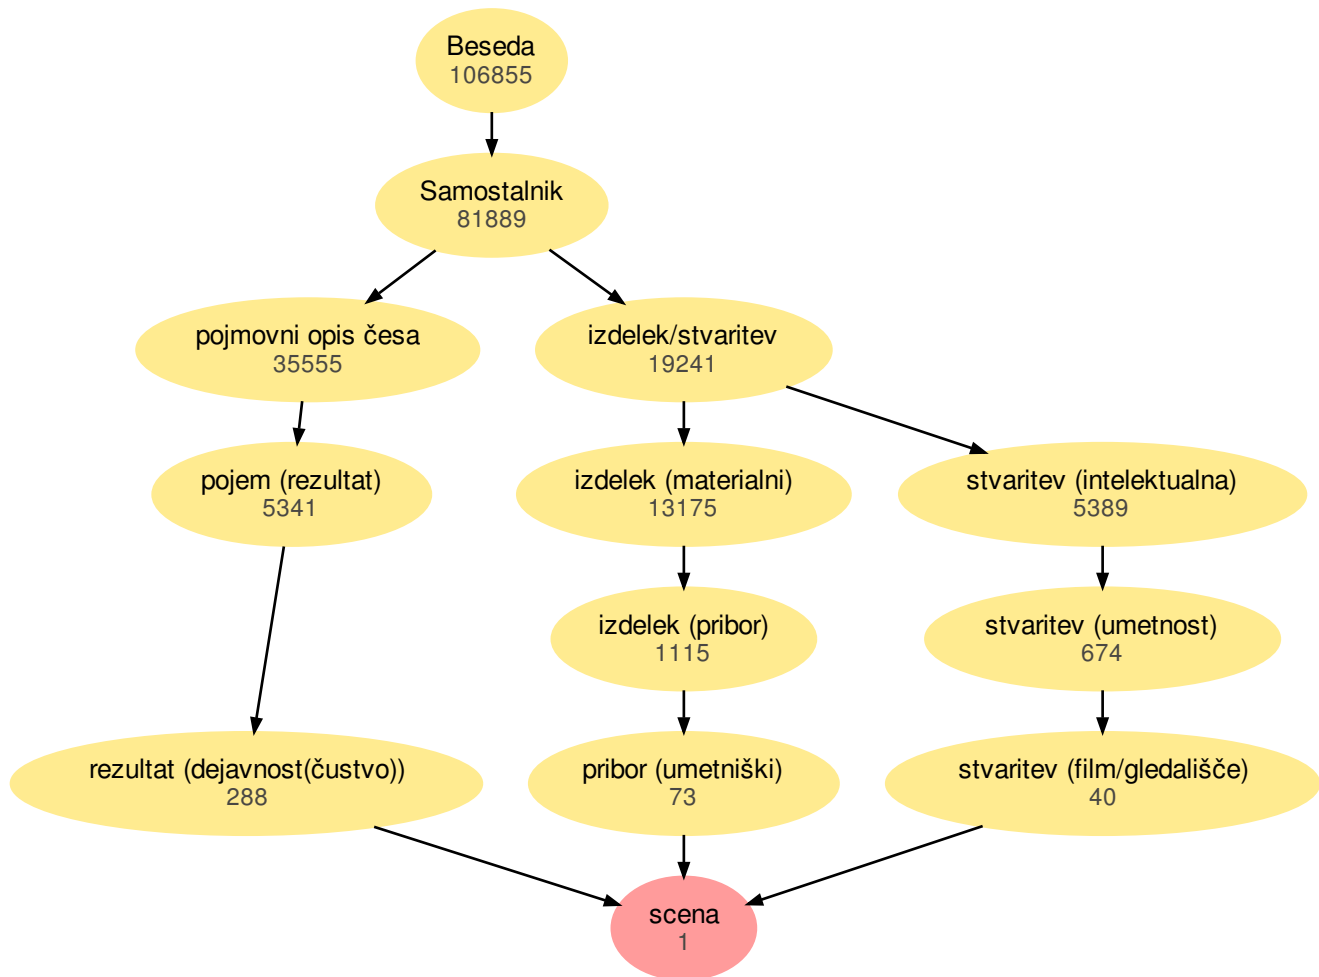 Beseda
106855
Samostalnik
81889
pojmovni opis česa
35555
izdelek/stvaritev
19241
pojem (rezultat)
5341
izdelek (materialni)
13175
stvaritev (intelektualna)
5389
izdelek (pribor)
1115
stvaritev (umetnost)
674
rezultat (dejavnost(čustvo))
288
pribor (umetniški)
73
stvaritev (film/gledališče)
40
scena
1